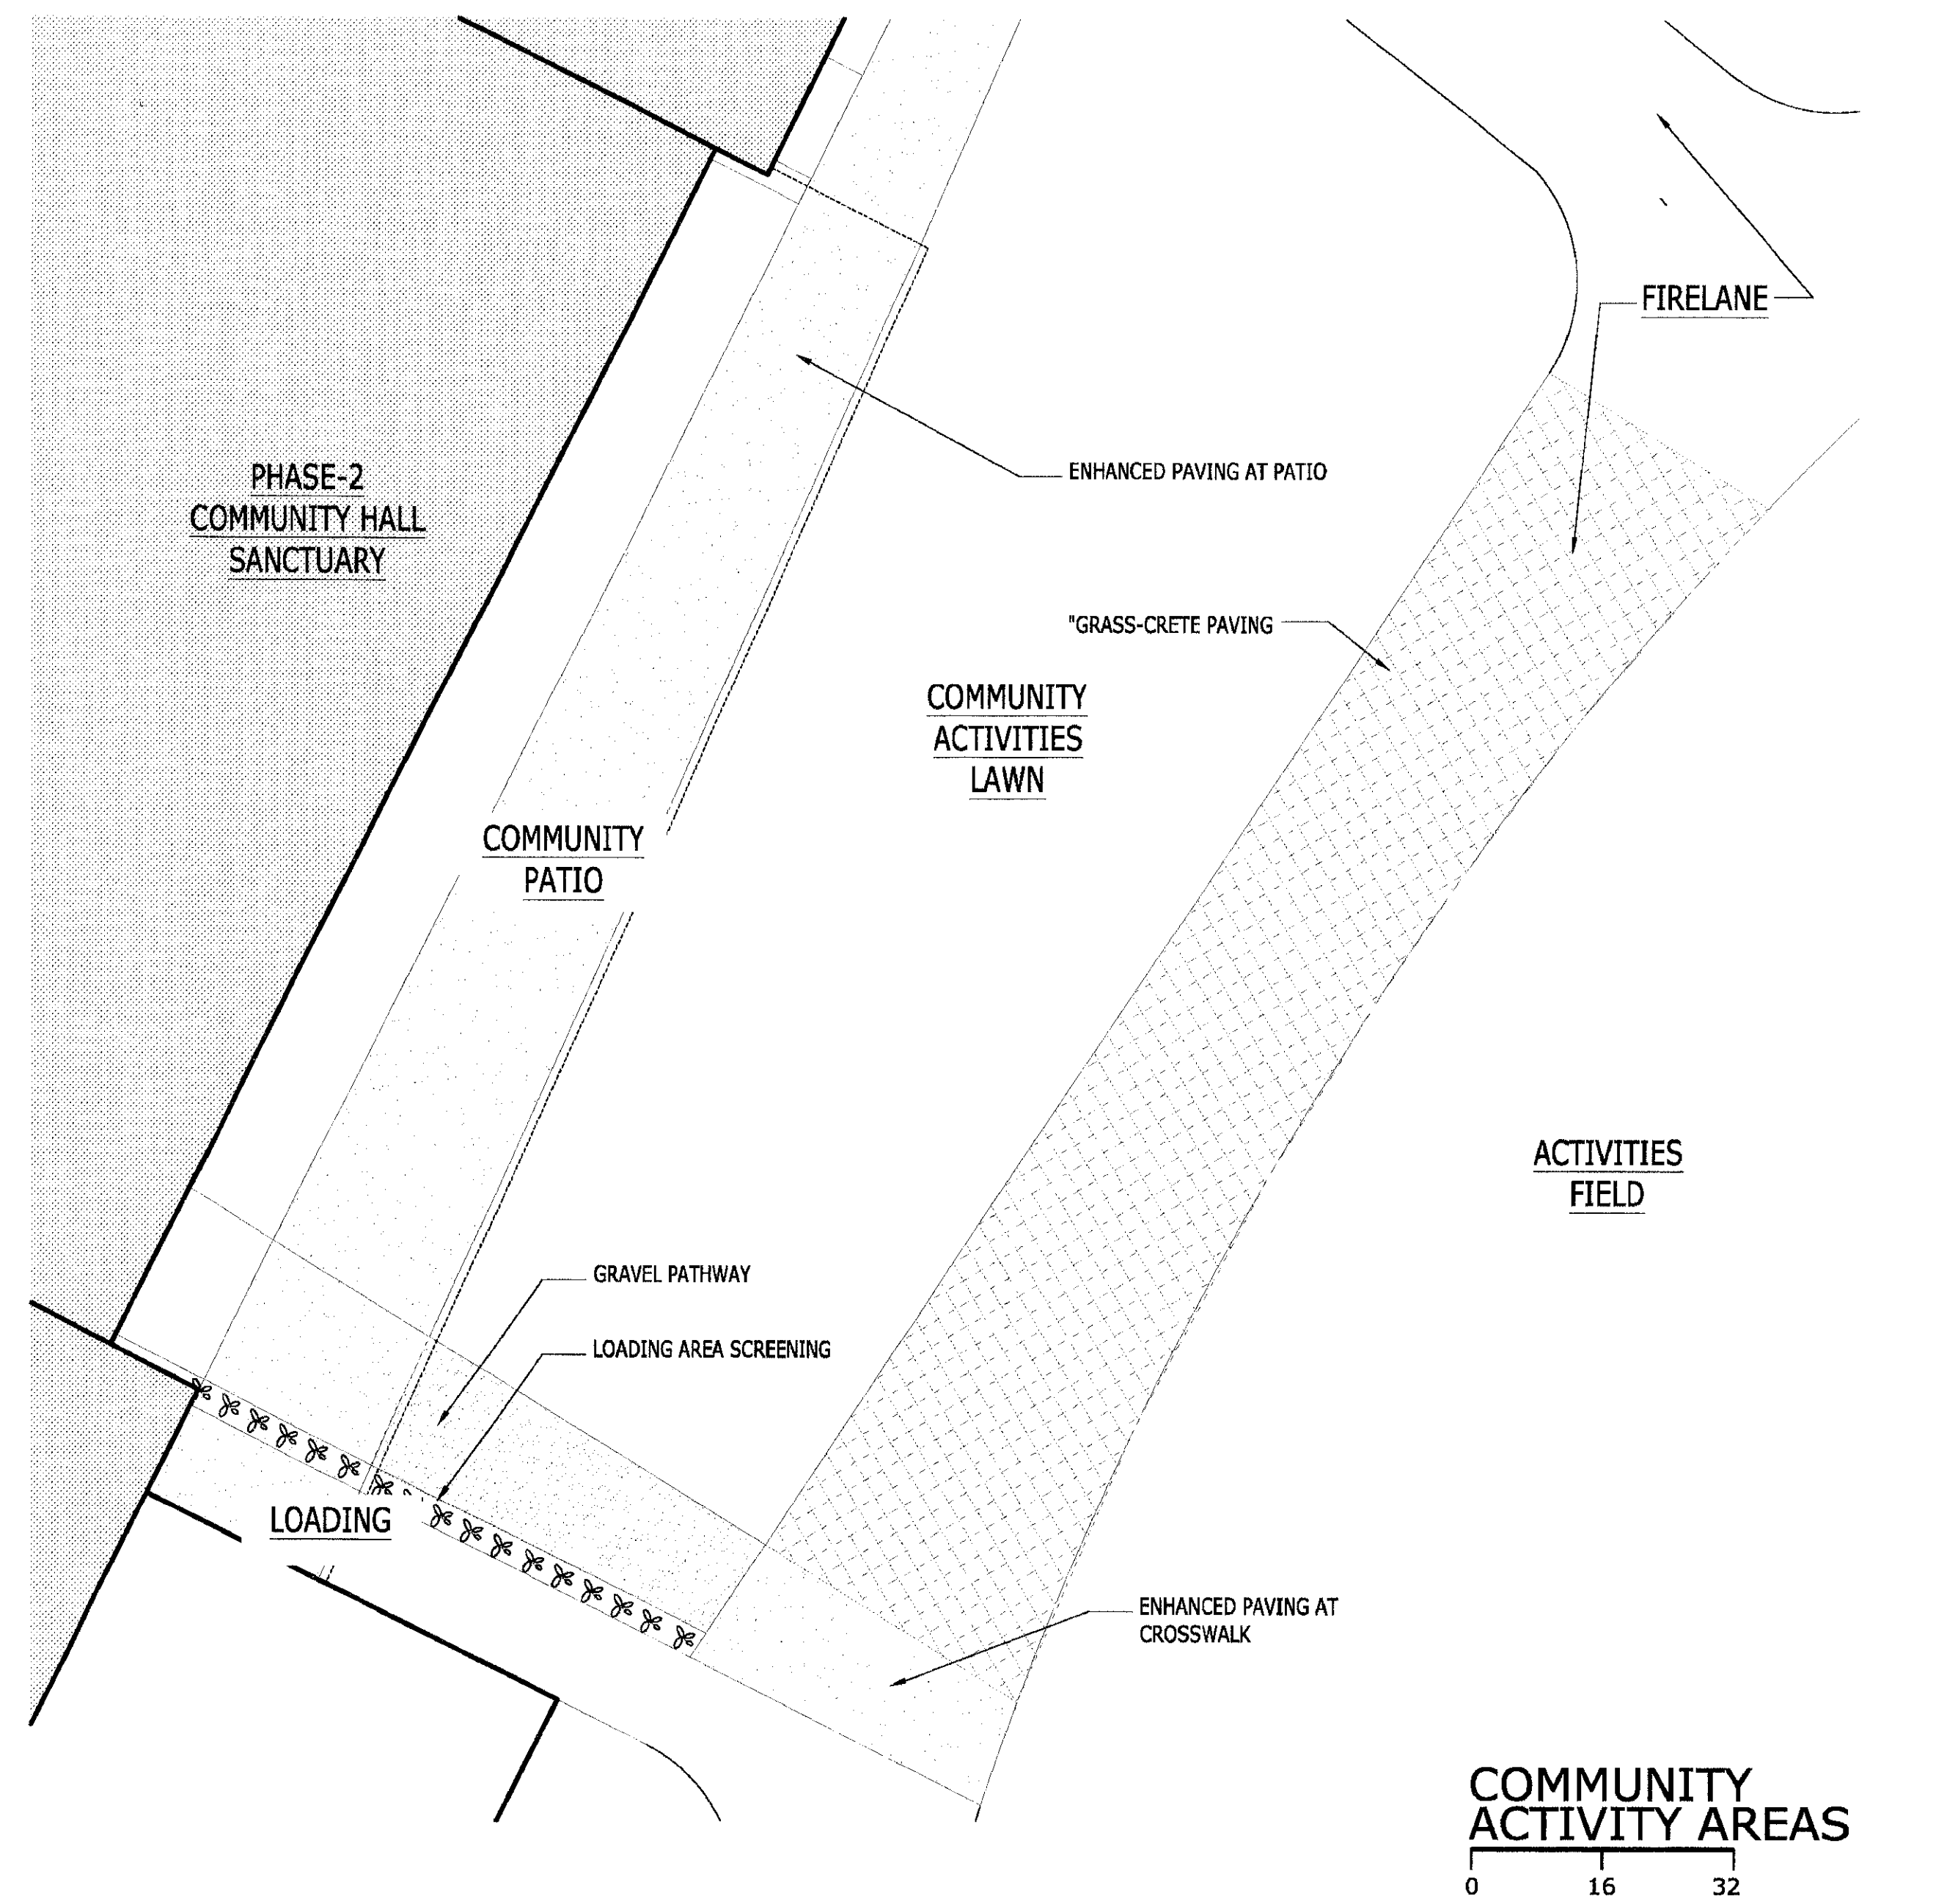 FIRELANE
PHASE-2
COMMUNITY HALL
SANCTUARY
ENHANCED PAVING AT PATIO
"GRASS-CRETE PAVING
COMMUNITY
ACTIVITIES
LAWN
COMMUNITY
PATIO
ACTIVITIES
FIELD
GRAVEL PATHWAY
LOADING AREA SCREENING
LOADING
ENHANCED PAVING AT
CROSSWALK
COMMUNITY
ACTIVITY AREAS
0 16 32